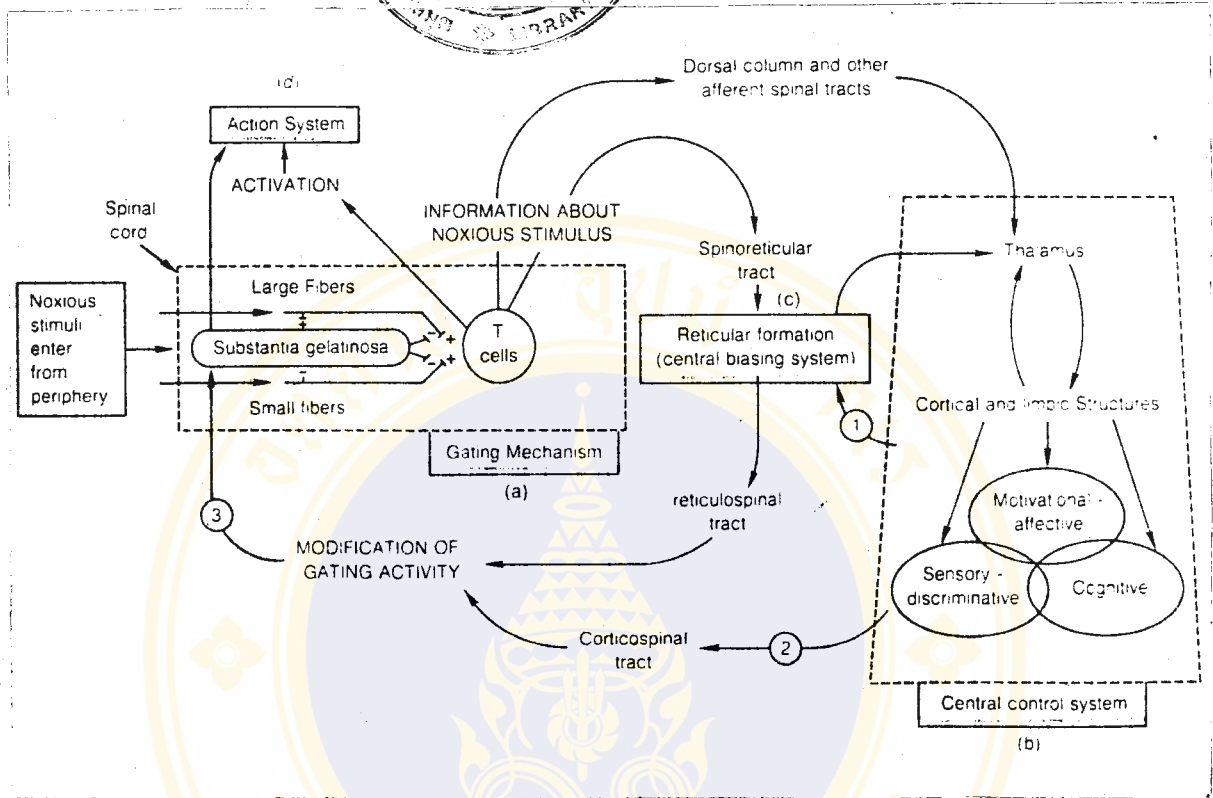 LIBRAR
(d)
Action System
ACTIVATION
Spinal
cord
Dorsal column and other
afferent spinal tracts
INFORMATION ABOUT
NOXIOUS STIMULUS
Spinoreticular
tract
(c)
Reticular formation
(central biasing system)
Thalamus
Noxious
stimuli
enter
from
periphery
Large Fibers
Substantia gelatinosa
Small fibers
T
cells
Gating Mechanism
(a)
1
Cortical and limbic Structures
Motivational -
affective
Sensory -
discriminative
Cognitive
reticulospinal
tract
3
MODIFICATION OF
GATING ACTIVITY
Corticospinal
tract
2
Central control system
(b)